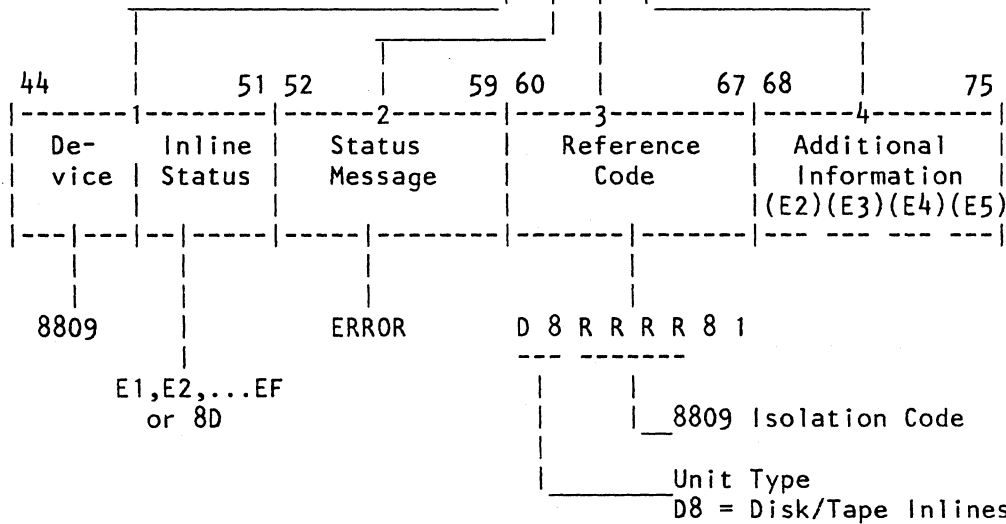 44 51 52 59 60 67 68 75
1 2 3 4
De- Inline Status Reference Additional
vice Status Message Code Information
(E2)(E3)(E4)(E5)
8809 ERROR D 8 R R R R 8 1
E1,E2,...EF
or 8D
8809 Isolation Code
Unit Type
D8 = Disk/Tape Inlines